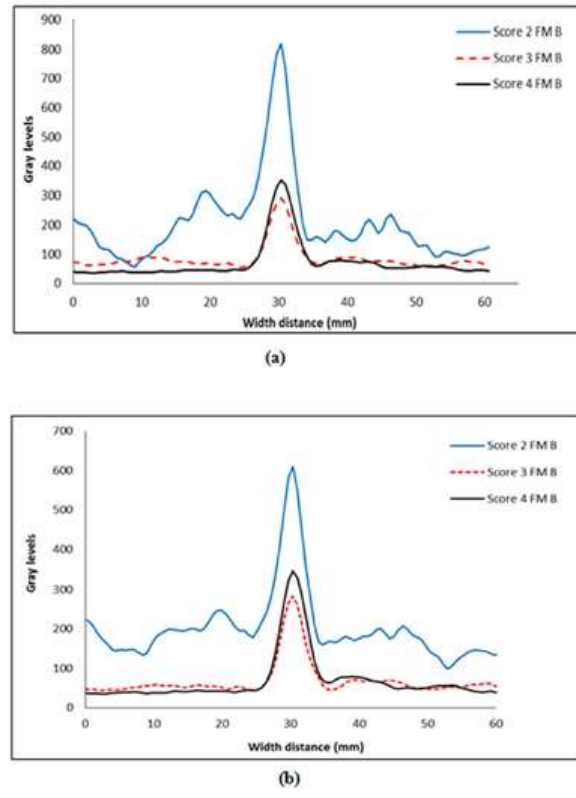 900
800
700
600
500
400
300
200
100
0
Gray levels
0 10 20 30 40 50 60
Width distance (mm)
Score 2 FM B
Score 3 FM B
Score 4 FM B
(a)
700
600
500
400
300
200
100
0
Gray levels
0 10 20 30 40 50 60
Width distance (mm)
Score 2 FM B
Score 3 FM B
Score 4 FM B
(b)